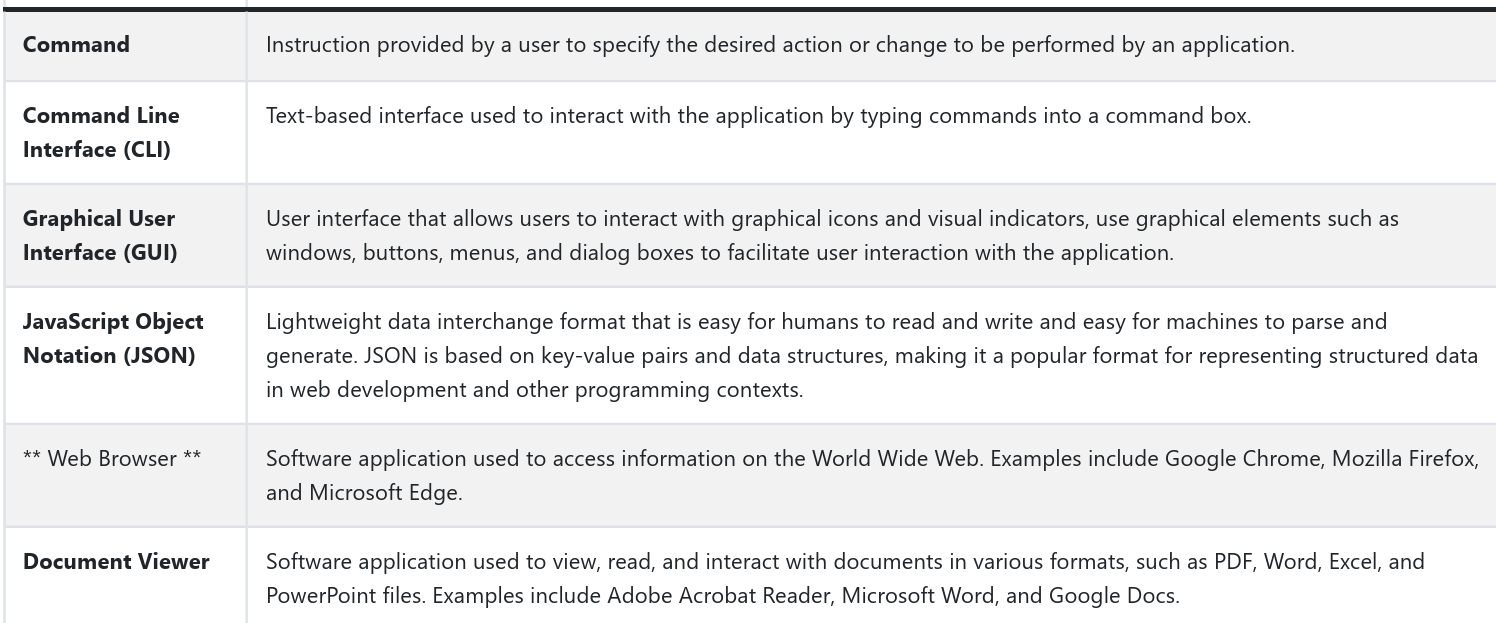 Command
Instruction provided by a user to specify the desired action or change to be performed by an application.
Command Line
Interface (CLI)
Text-based interface used to interact with the application by typing commands into a command box.
Graphical User
Interface (GUI)
User interface that allows users to interact with graphical icons and visual indicators, use graphical elements such as
windows, buttons, menus, and dialog boxes to facilitate user interaction with the application.
JavaScript Object
Notation (JSON)
Lightweight data interchange format that is easy for humans to read and write and easy for machines to parse and
generate. JSON is based on key-value pairs and data structures, making it a popular format for representing structured data
in web development and other programming contexts.
** Web Browser **
Software application used to access information on the World Wide Web. Examples include Google Chrome, Mozilla Firefox,
and Microsoft Edge.
Document Viewer
Software application used to view, read, and interact with documents in various formats, such as PDF, Word, Excel, and
PowerPoint files. Examples include Adobe Acrobat Reader, Microsoft Word, and Google Docs.